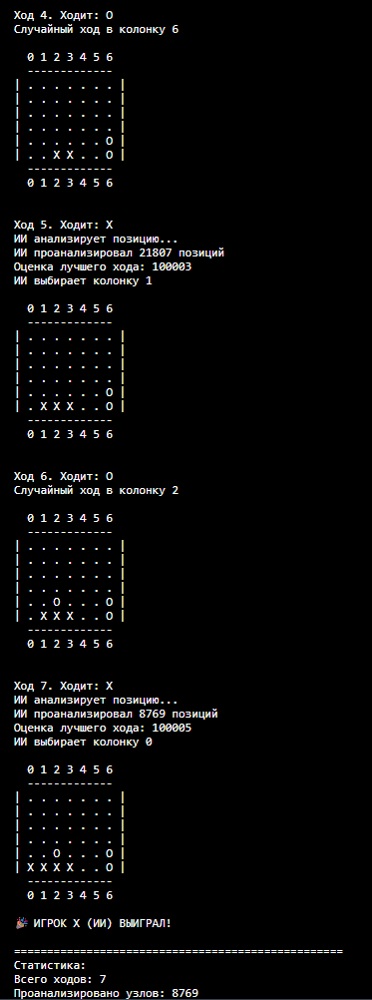 Ход 4. Ходит: O
Случайный ход в колонку 6
0 1 2 3 4 5 6
-------------
| . . . . . . . |
| . . . . . . . |
| . . . . . . . |
| . . . . . . . |
| . . . . . . O |
| . . X X . . O |
-------------
0 1 2 3 4 5 6
Ход 5. Ходит: X
ИИ анализирует позицию...
ИИ проанализировал 21807 позиций
Оценка лучшего хода: 100003
ИИ выбирает колонку 1
0 1 2 3 4 5 6
-------------
| . . . . . . . |
| . . . . . . . |
| . . . . . . . |
| . . . . . . . |
| . . . . . . O |
| . X X X . . O |
-------------
0 1 2 3 4 5 6
Ход 6. Ходит: O
Случайный ход в колонку 2
0 1 2 3 4 5 6
-------------
| . . . . . . . |
| . . . . . . . |
| . . . . . . . |
| . . . . . . . |
| . . O . . . O |
| . X X X . . O |
-------------
0 1 2 3 4 5 6
Ход 7. Ходит: X
ИИ анализирует позицию...
ИИ проанализировал 8769 позиций
Оценка лучшего хода: 100005
ИИ выбирает колонку 0
0 1 2 3 4 5 6
-------------
| . . . . . . . |
| . . . . . . . |
| . . . . . . . |
| . . . . . . . |
| . . O . . . O |
| X X X X . . O |
-------------
0 1 2 3 4 5 6
🎉 ИГРОК X (ИИ) ВЫИГРАЛ!
==================================================
Статистика:
Всего ходов: 7
Проанализировано узлов: 8769